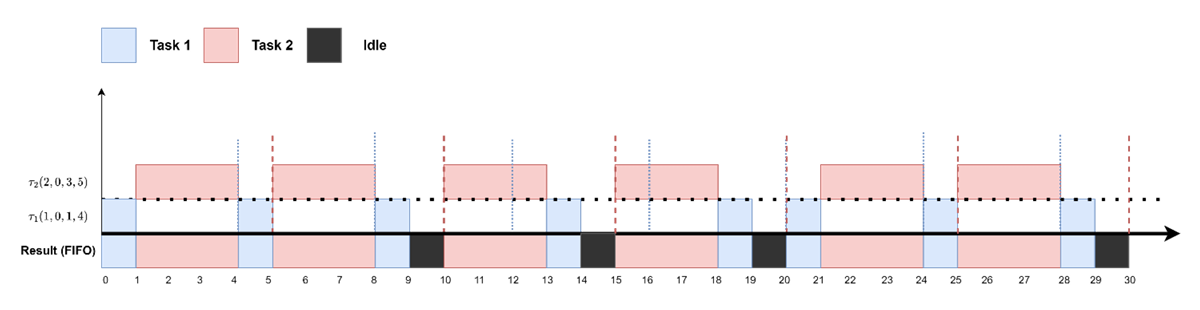 Task 1 Task 2 Idle
τ₂(2, 0, 3, 5)
τ₁(1, 0, 1, 4)
Result (FIFO)
0 1 2 3 4 5 6 7 8 9 10 11 12 13 14 15 16 17 18 19 20 21 22 23 24 25 26 27 28 29 30